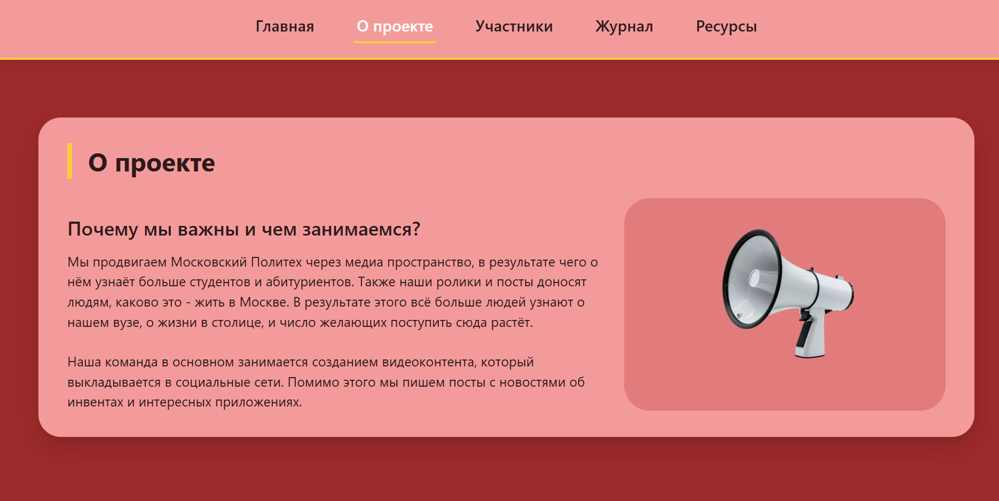 Главная
О проекте
Участники
Журнал
Ресурсы
О проекте
Почему мы важны и чем занимаемся?
Мы продвигаем Московский Политех через медиа пространство, в результате чего о
нём узнаёт больше студентов и абитуриентов. Также наши ролики и посты доносят
людям, каково это - жить в Москве. В результате этого всё больше людей узнают о
нашем вузе, о жизни в столице, и число желающих поступить сюда растёт.
Наша команда в основном занимается созданием видеоконтента, который
выкладывается в социальные сети. Помимо этого мы пишем посты с новостями об
инвентах и интересных приложениях.